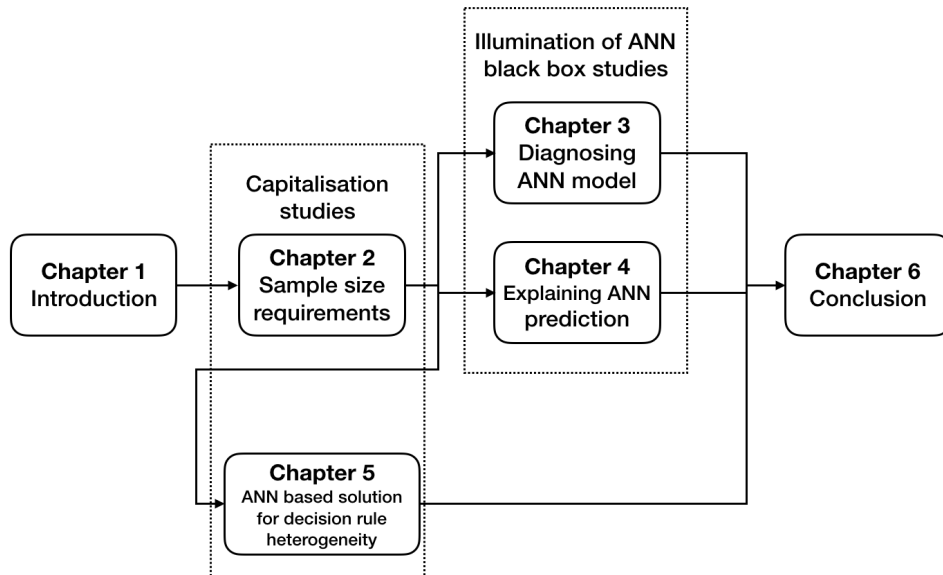 Chapter 1
Introduction
Capitalisation
studies
Chapter 2
Sample size
requirements
Illumination of ANN
black box studies
Chapter 3
Diagnosing
ANN model
Chapter 4
Explaining ANN
prediction
Chapter 5
ANN based solution
for decision rule
heterogeneity
Chapter 6
Conclusion